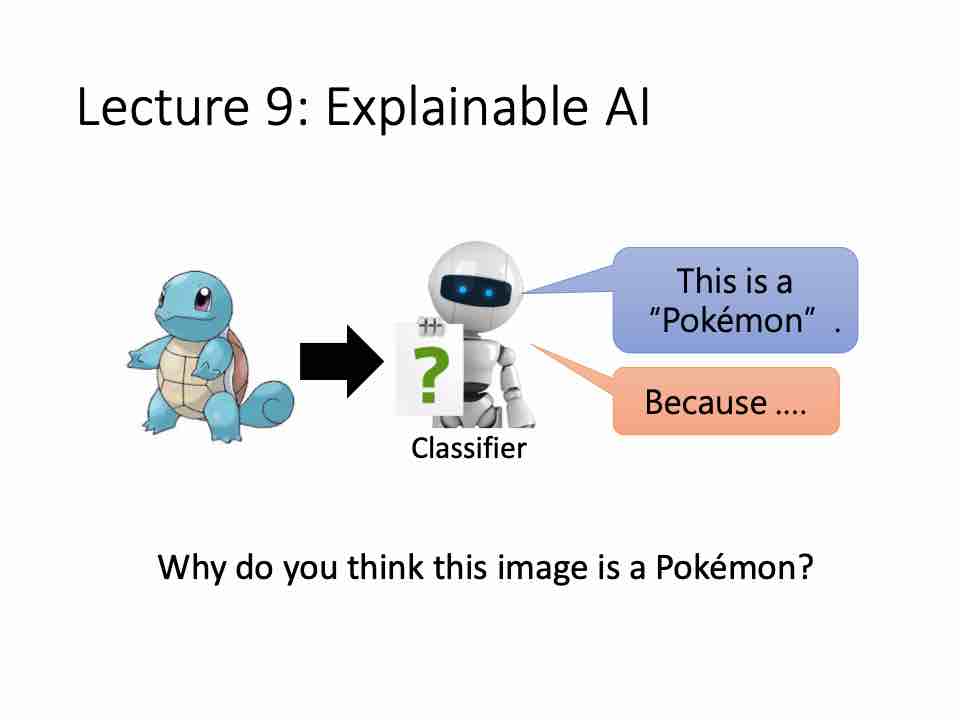 Lecture 9: Explainable AI
This is a
"Pokémon" .
Because ….
Classifier
Why do you think this image is a Pokémon?